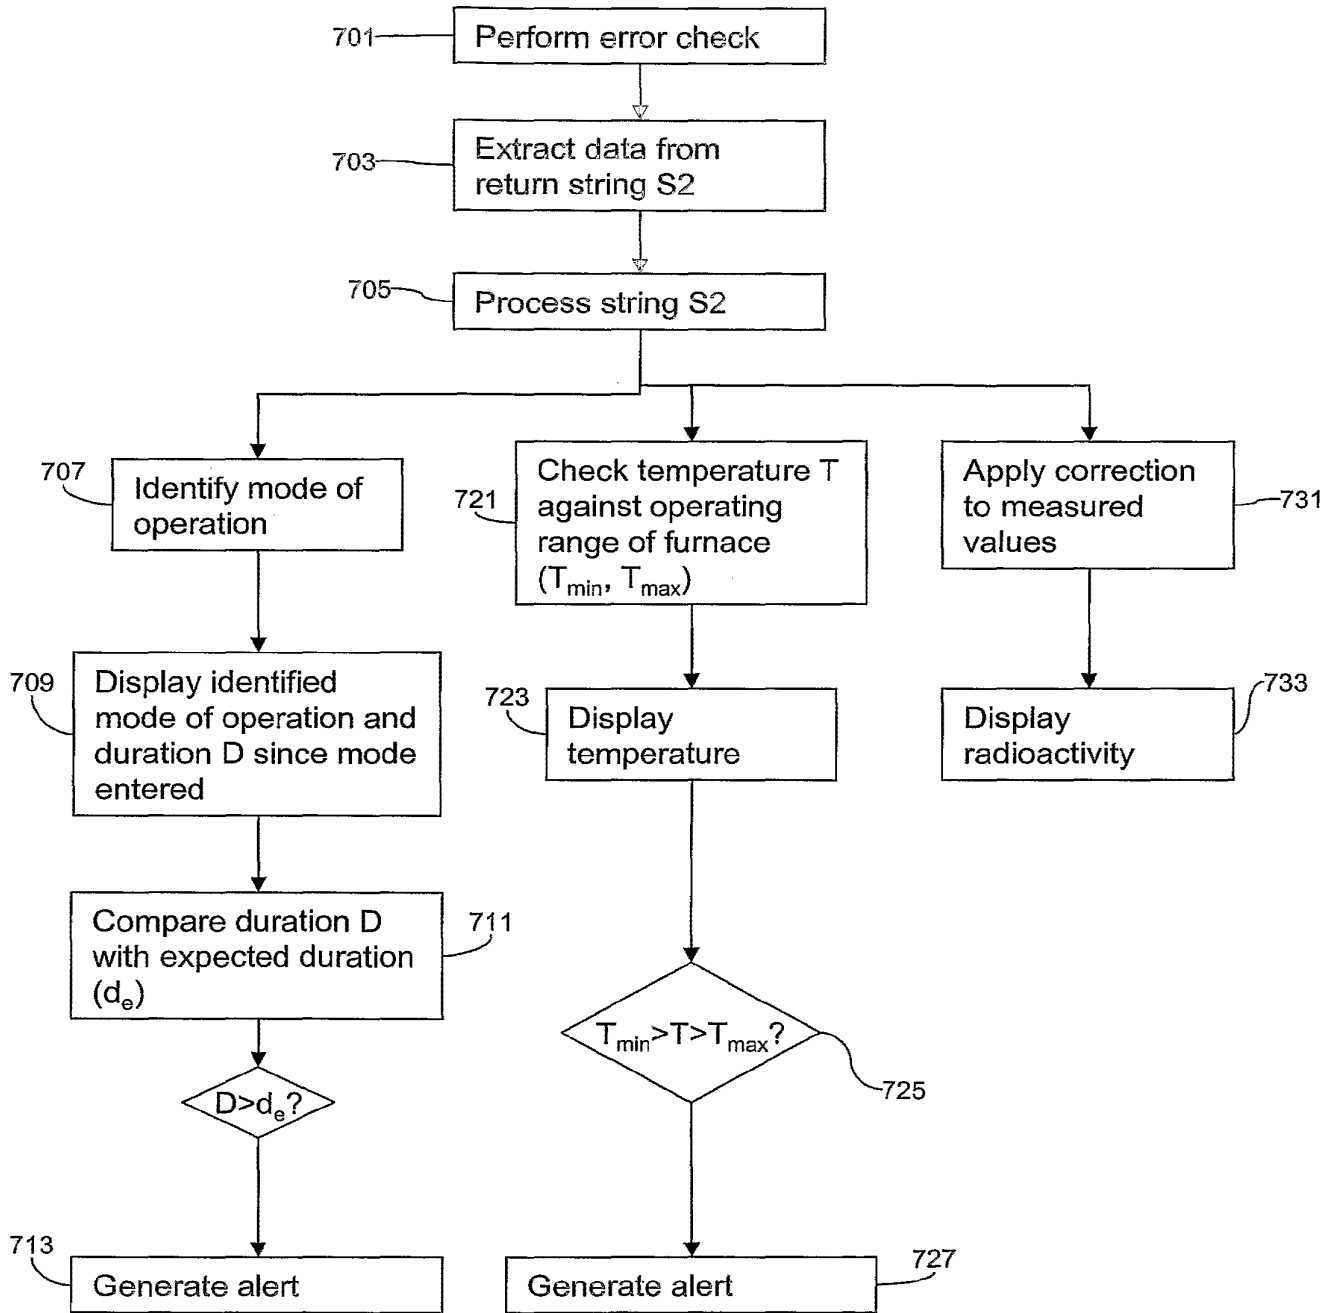 701
Perform error check
703
Extract data from
return string S2
705
Process string S2
707
Identify mode of
operation
709
Display identified
mode of operation and
duration D since mode
entered
711
Compare duration D
with expected duration
(de)
D>de?
713
Generate alert
721
Check temperature T
against operating
range of furnace
(Tmin, Tmax)
723
Display
temperature
Tmin>T>Tmax?
725
Generate alert
727
Apply correction
to measured
values
731
Display
radioactivity
733